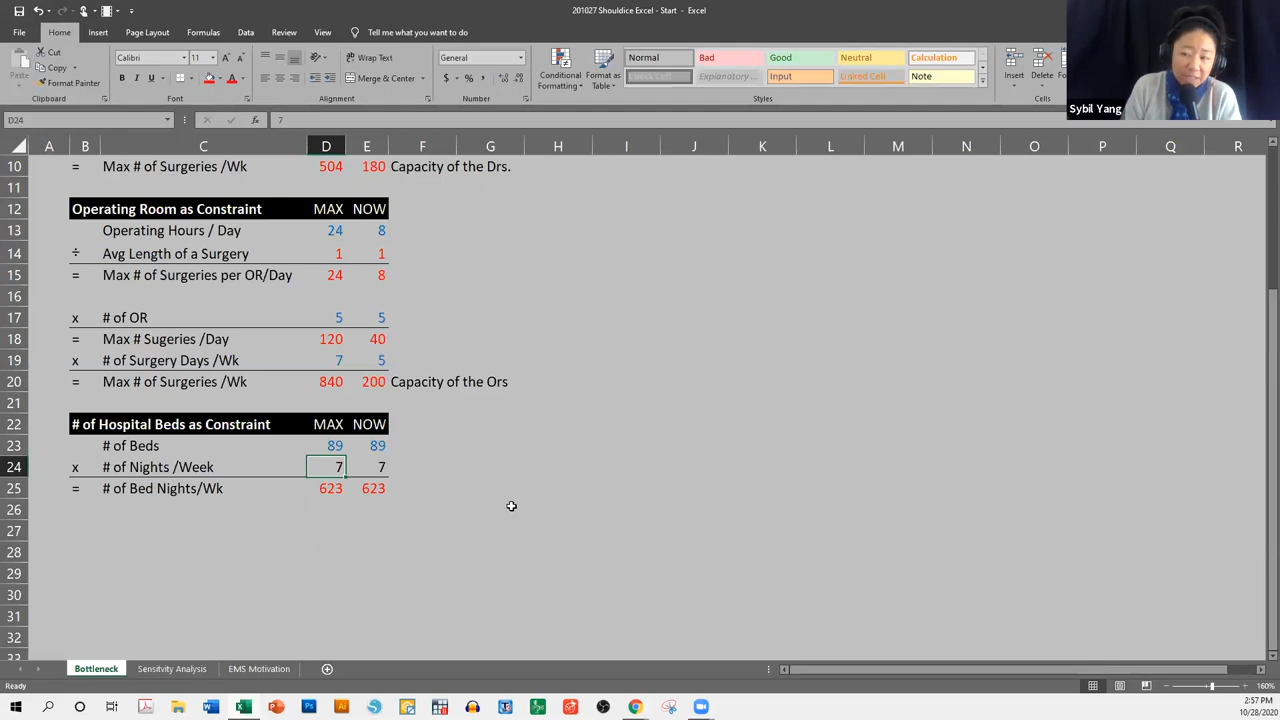 201027 Shouldice Excel - Start - Excel
File Home Insert Page Layout Formulas Data Review View Tell me what you want to do
Cut
Copy
Format Painter
Paste
Clipboard
Calibri 11
B I U
Font
Wrap Text
Merge & Center
Alignment
General
$ % ,
Number
Conditional Formatting
Format as Table
Normal Bad Good Neutral Calculation
Check Cell Explanatory ... Input Linked Cell Note
Styles
Insert Delete
Cells
Sybil Yang
D24 fx 7
A B C D E F G H I J K L M N O P Q R
10 = Max # of Surgeries /Wk 504 180 Capacity of the Drs.
11
12 Operating Room as Constraint MAX NOW
13 Operating Hours / Day 24 8
14 ÷ Avg Length of a Surgery 1 1
15 = Max # of Surgeries per OR/Day 24 8
16
17 x # of OR 5 5
18 = Max # Sugeries /Day 120 40
19 x # of Surgery Days /Wk 7 5
20 = Max # of Surgeries /Wk 840 200 Capacity of the Ors
21
22 # of Hospital Beds as Constraint MAX NOW
23 # of Beds 89 89
24 x # of Nights /Week 7 7
25 = # of Bed Nights/Wk 623 623
26
27
28
29
30
31
32
33
Bottleneck Sensitvity Analysis EMS Motivation
Ready 160%
2:57 PM
10/28/2020